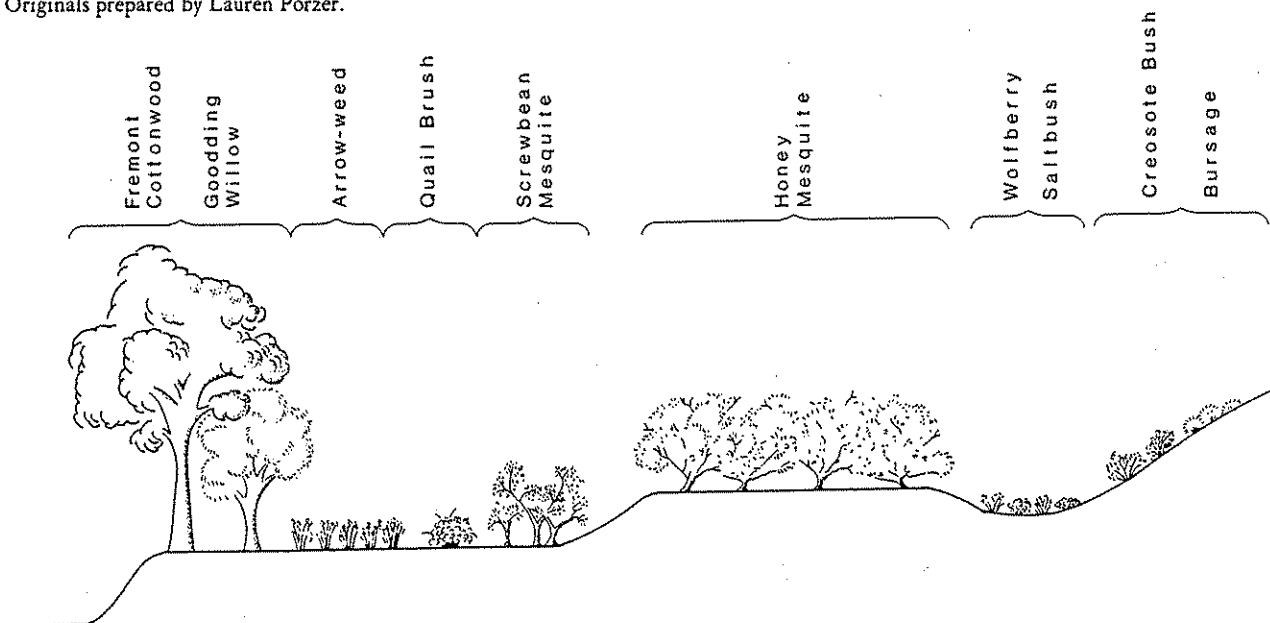 Originals prepared by Lauren Porzer.
Fremont
Cottonwood
Goodding
Willow
Arrow-weed
Quail Brush
Screwbean
Mesquite
Honey
Mesquite
Wolfberry
Saltbush
Creosote Bush
Bursage